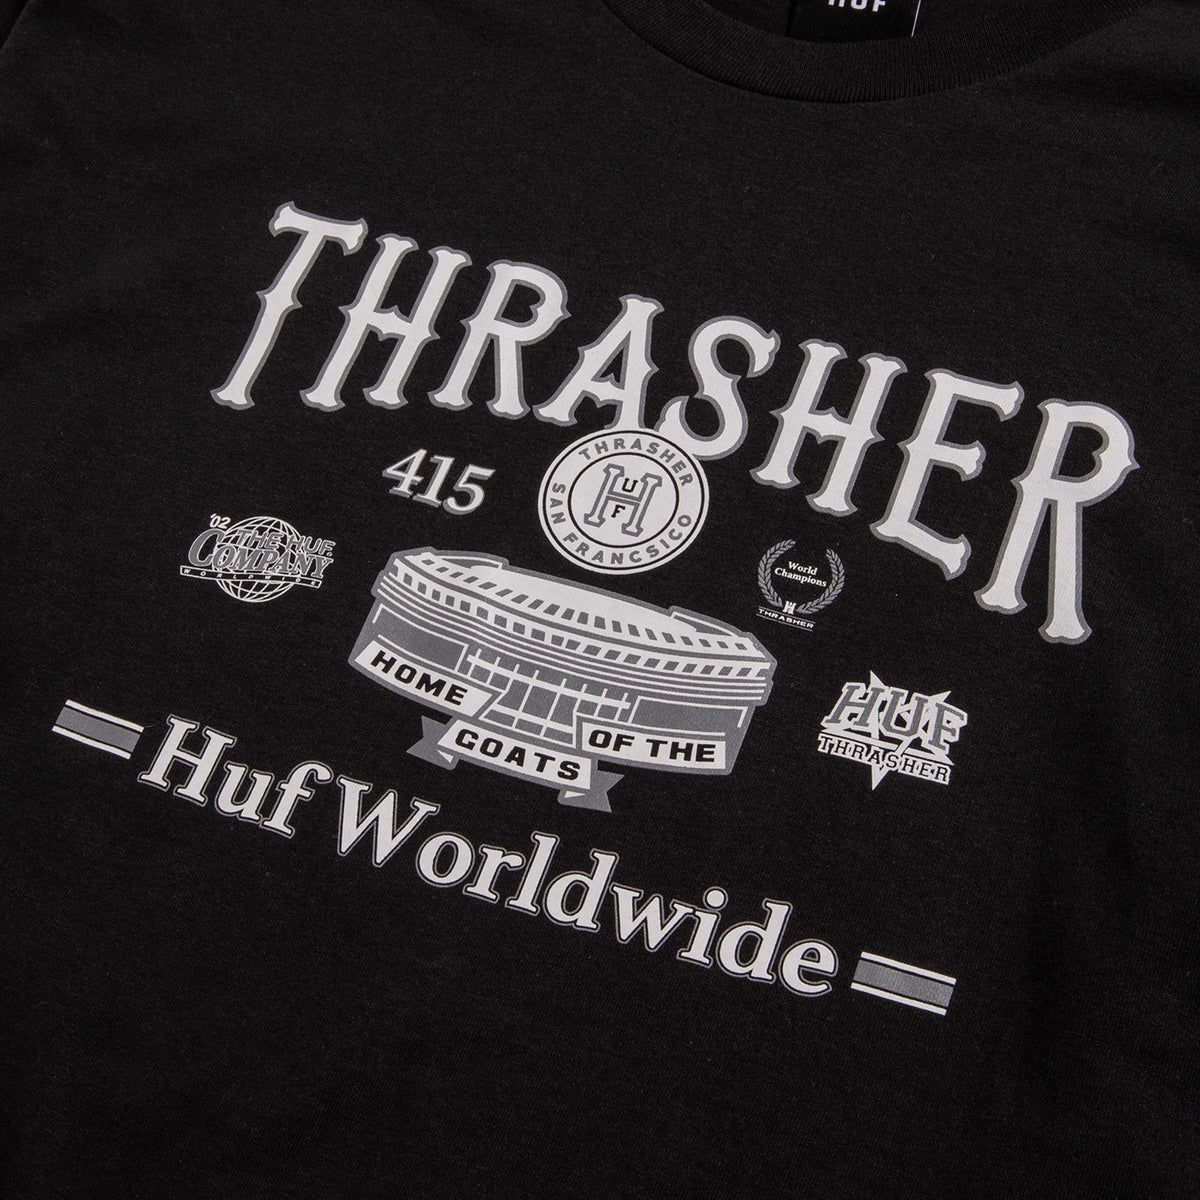 HUF
THRASHER
415
THRASHER
HUF
SAN FRANCSICO
'02
THE HUF
COMPANY
WORLDWIDE
World
Champions
H
THRASHER
HOME
OF THE
GOATS
HUF
THRASHER
Huf Worldwide